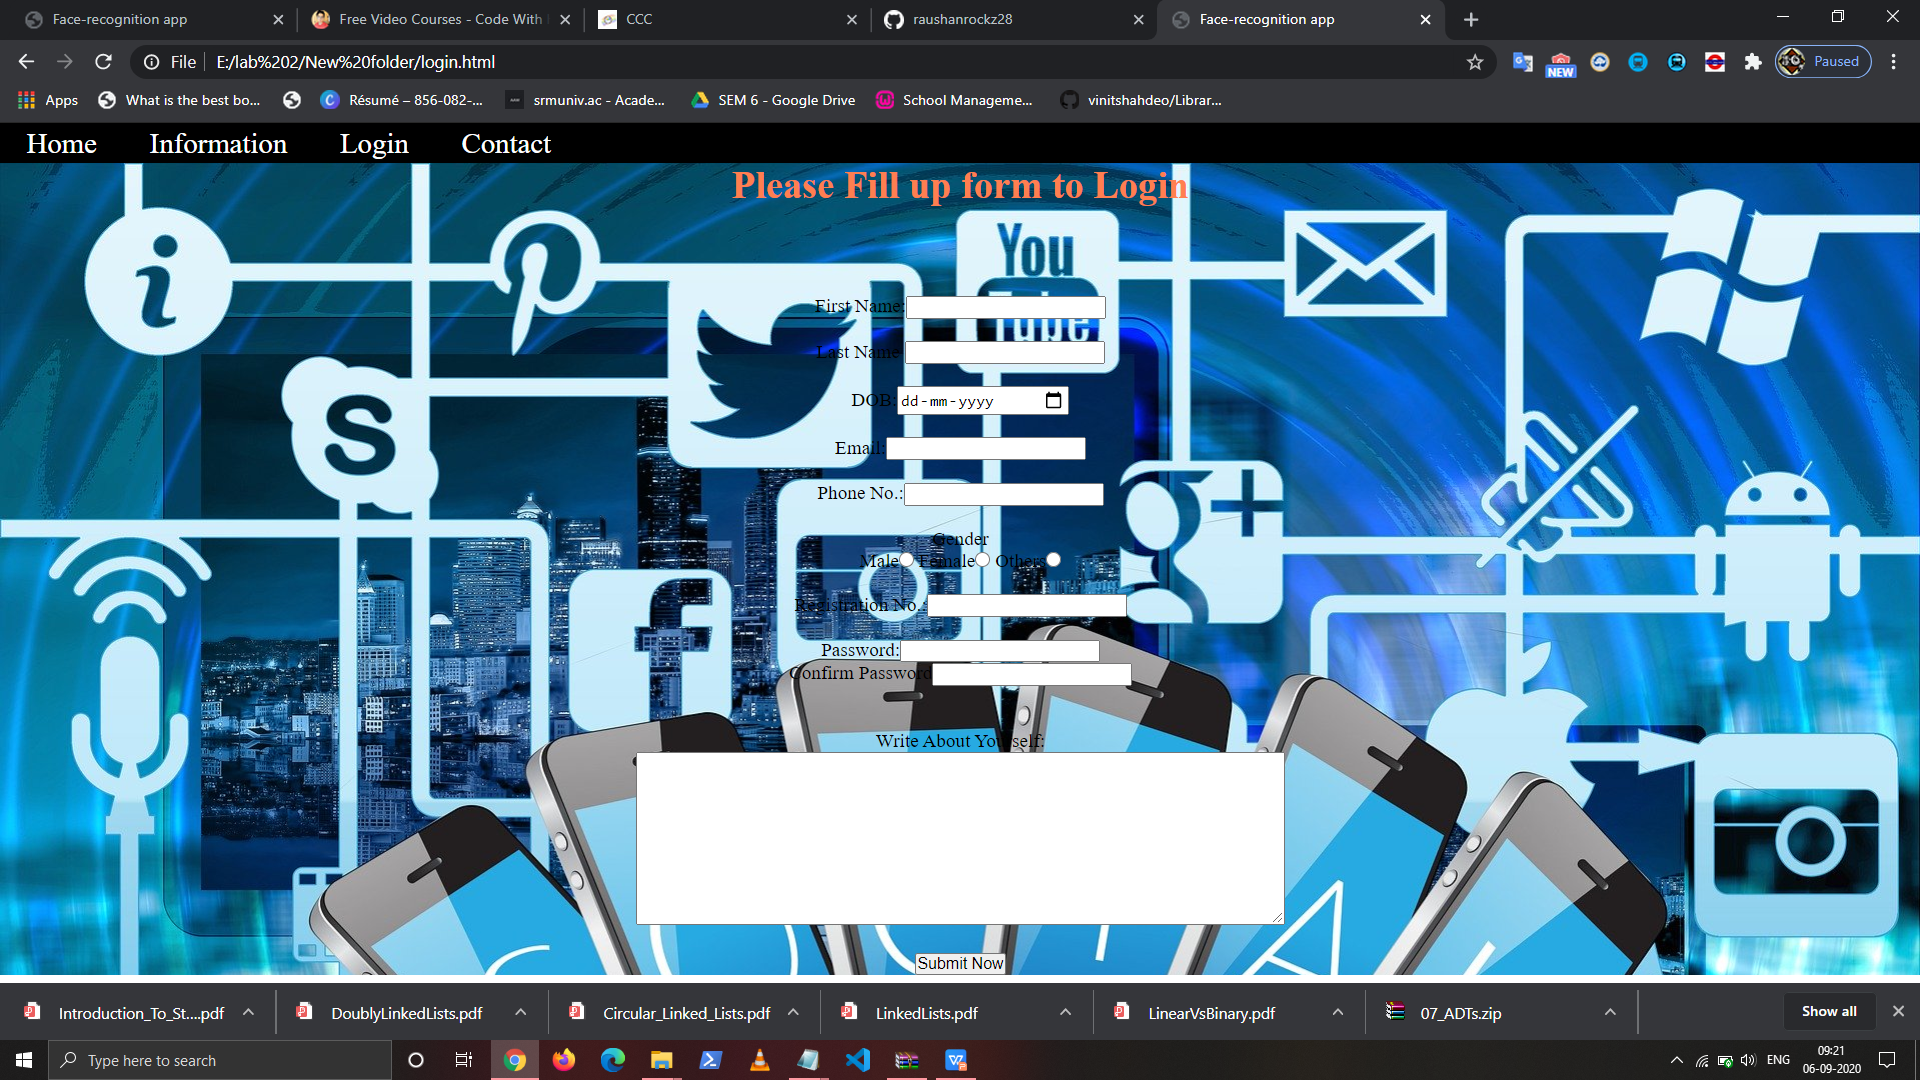 Face-recognition app
Free Video Courses - Code With
CCC
raushanrockz28
Face-recognition app
File
E:/lab%202/New%20folder/login.html
NEW
Paused
Apps
What is the best bo...
Résumé – 856-082-...
srmuniv.ac - Acade...
SEM 6 - Google Drive
School Manageme...
vinitshahdeo/Librar...
Home Information Login Contact
Please Fill up form to Login
You
Tube
First Name:
Last Name
DOB:
dd-mm-yyyy
Email:
Phone No.:
Gender
Male Female Others
Registration No.:
Password:
Confirm Password
Write About Yourself:
Submit Now
Introduction_To_St....pdf
DoublyLinkedLists.pdf
Circular_Linked_Lists.pdf
LinkedLists.pdf
LinearVsBinary.pdf
07_ADTs.zip
Show all
Type here to search
ENG
09:21
06-09-2020